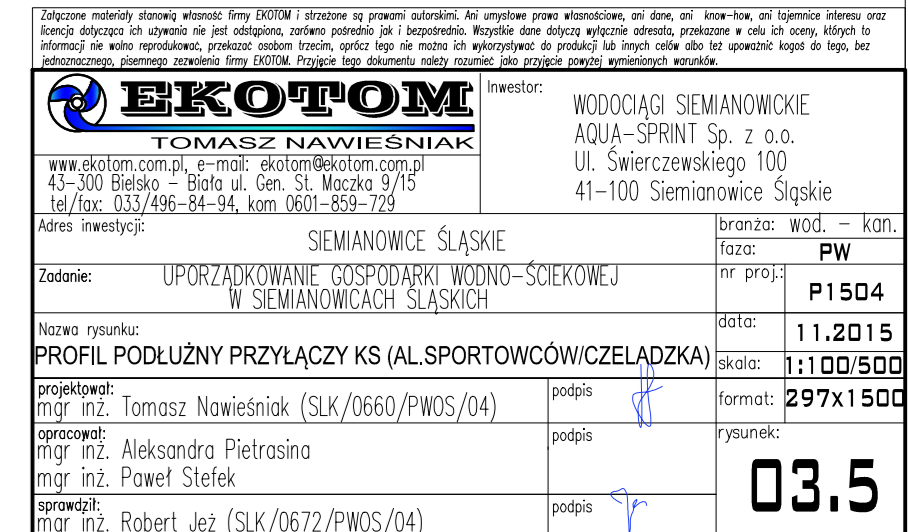 Załączone materiały stanowią własność firmy EKOTOM i strzeżone są prawami autorskimi. Ani umysłowe prawa własnościowe, ani dane, ani know-how, ani tajemnice interesu oraz
licencja dotycząca ich używania nie jest odstąpiona, zarówno pośrednio jak i bezpośrednio. Wszystkie dane dotyczą wyłącznie adresata, przekazane w celu ich oceny, których to
informacji nie wolno reprodukować, przekazać osobom trzecim, oprócz tego nie można ich wykorzystywać do produkcji lub innych celów albo też upoważnić kogoś do tego, bez
jednoznacznego, pisemnego zezwolenia firmy EKOTOM. Przyjęcie tego dokumentu należy rozumieć jako przyjęcie powyżej wymienionych warunków.
EKOTOM
TOMASZ NAWIEŚNIAK
www.ekotom.com.pl, e-mail: ekotom@ekotom.com.pl
43-300 Bielsko - Biała ul. Gen. St. Maczka 9/15
tel/fax: 033/496-84-94, kom 0601-859-729
Inwestor:
WODOCIĄGI SIEMIANOWICKIE
AQUA-SPRINT Sp. z o.o.
Ul. Świerczewskiego 100
41-100 Siemianowice Śląskie
Adres inwestycji:
SIEMIANOWICE ŚLĄSKIE
branża: wod. - kan.
faza: PW
Zadanie: UPORZĄDKOWANIE GOSPODARKI WODNO-ŚCIEKOWEJ
W SIEMIANOWICACH ŚLĄSKICH
nr proj.:
P1504
Nazwa rysunku:
PROFIL PODŁUŻNY PRZYŁĄCZY KS (AL.SPORTOWCÓW/CZELADZKA)
data: 11.2015
skala: 1:100/500
projektował:
mgr inż. Tomasz Nawieśniak (SLK/0660/PWOS/04)
podpis
format: 297x1500
opracował:
mgr inż. Aleksandra Pietrasina
mgr inż. Paweł Stefek
podpis
rysunek:
03.5
sprawdził:
mgr inż. Robert Jeż (SLK/0672/PWOS/04)
podpis